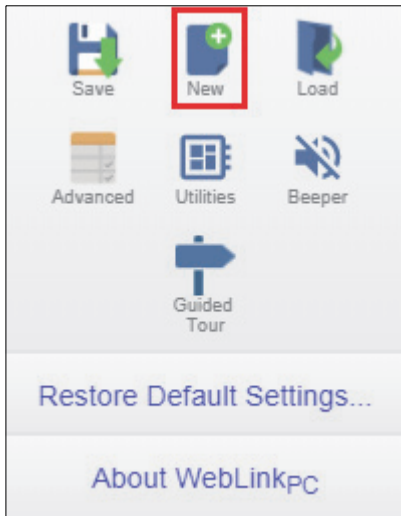 Save New Load
Advanced Utilities Beeper
Guided
Tour
Restore Default Settings...
About WebLinkPC